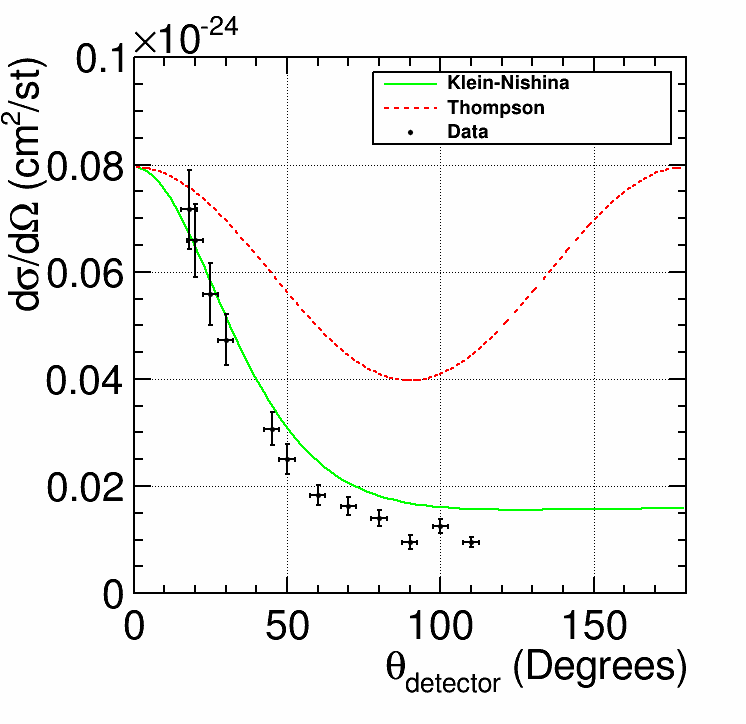 ×10⁻²⁴
0.1
0.08
0.06
0.04
0.02
0
dσ/dΩ (cm²/st)
Klein-Nishina
Thompson
Data
0 50 100 150
θdetector (Degrees)